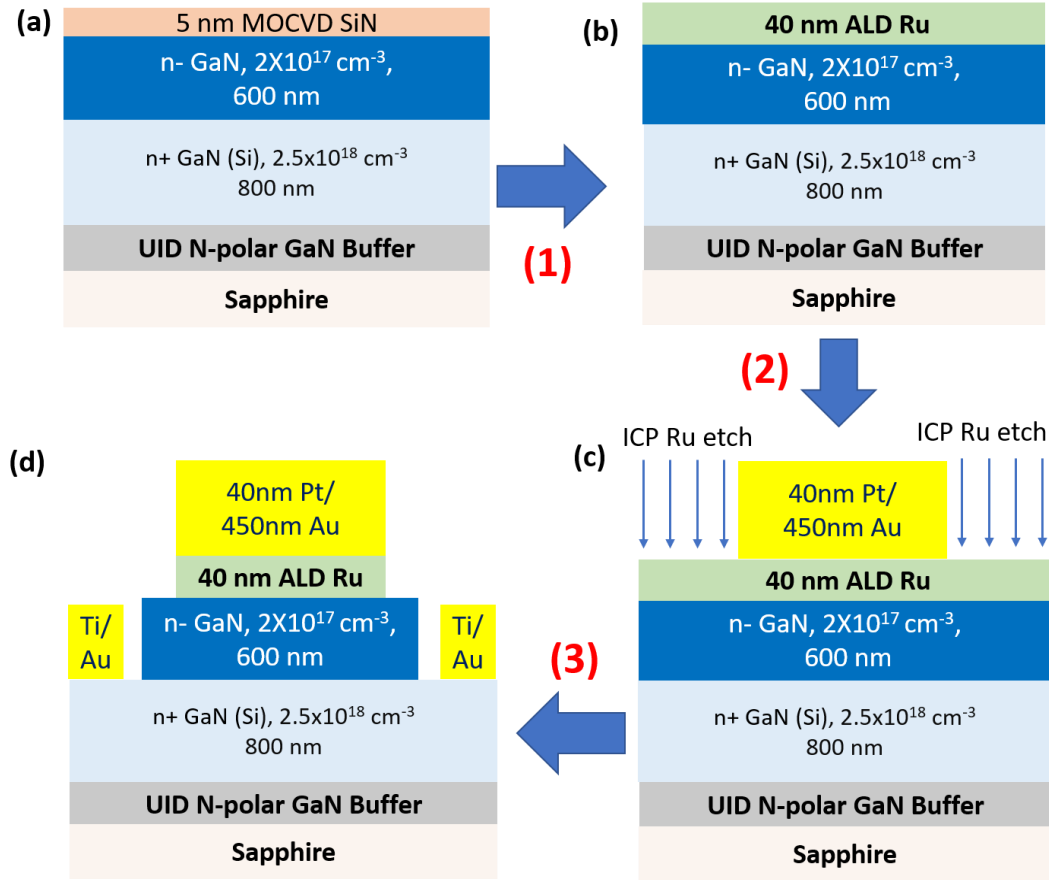 (a)
5 nm MOCVD SiN
n- GaN, 2X10¹⁷ cm⁻³,
600 nm
n+ GaN (Si), 2.5x10¹⁸ cm⁻³
800 nm
UID N-polar GaN Buffer
Sapphire
(1)
(b)
40 nm ALD Ru
n- GaN, 2X10¹⁷ cm⁻³,
600 nm
n+ GaN (Si), 2.5x10¹⁸ cm⁻³
800 nm
UID N-polar GaN Buffer
Sapphire
(2)
(c)
ICP Ru etch
ICP Ru etch
40nm Pt/
450nm Au
40 nm ALD Ru
n- GaN, 2X10¹⁷ cm⁻³,
600 nm
n+ GaN (Si), 2.5x10¹⁸ cm⁻³
800 nm
UID N-polar GaN Buffer
Sapphire
(3)
(d)
40nm Pt/
450nm Au
40 nm ALD Ru
Ti/
Au
n- GaN, 2X10¹⁷ cm⁻³,
600 nm
Ti/
Au
n+ GaN (Si), 2.5x10¹⁸ cm⁻³
800 nm
UID N-polar GaN Buffer
Sapphire